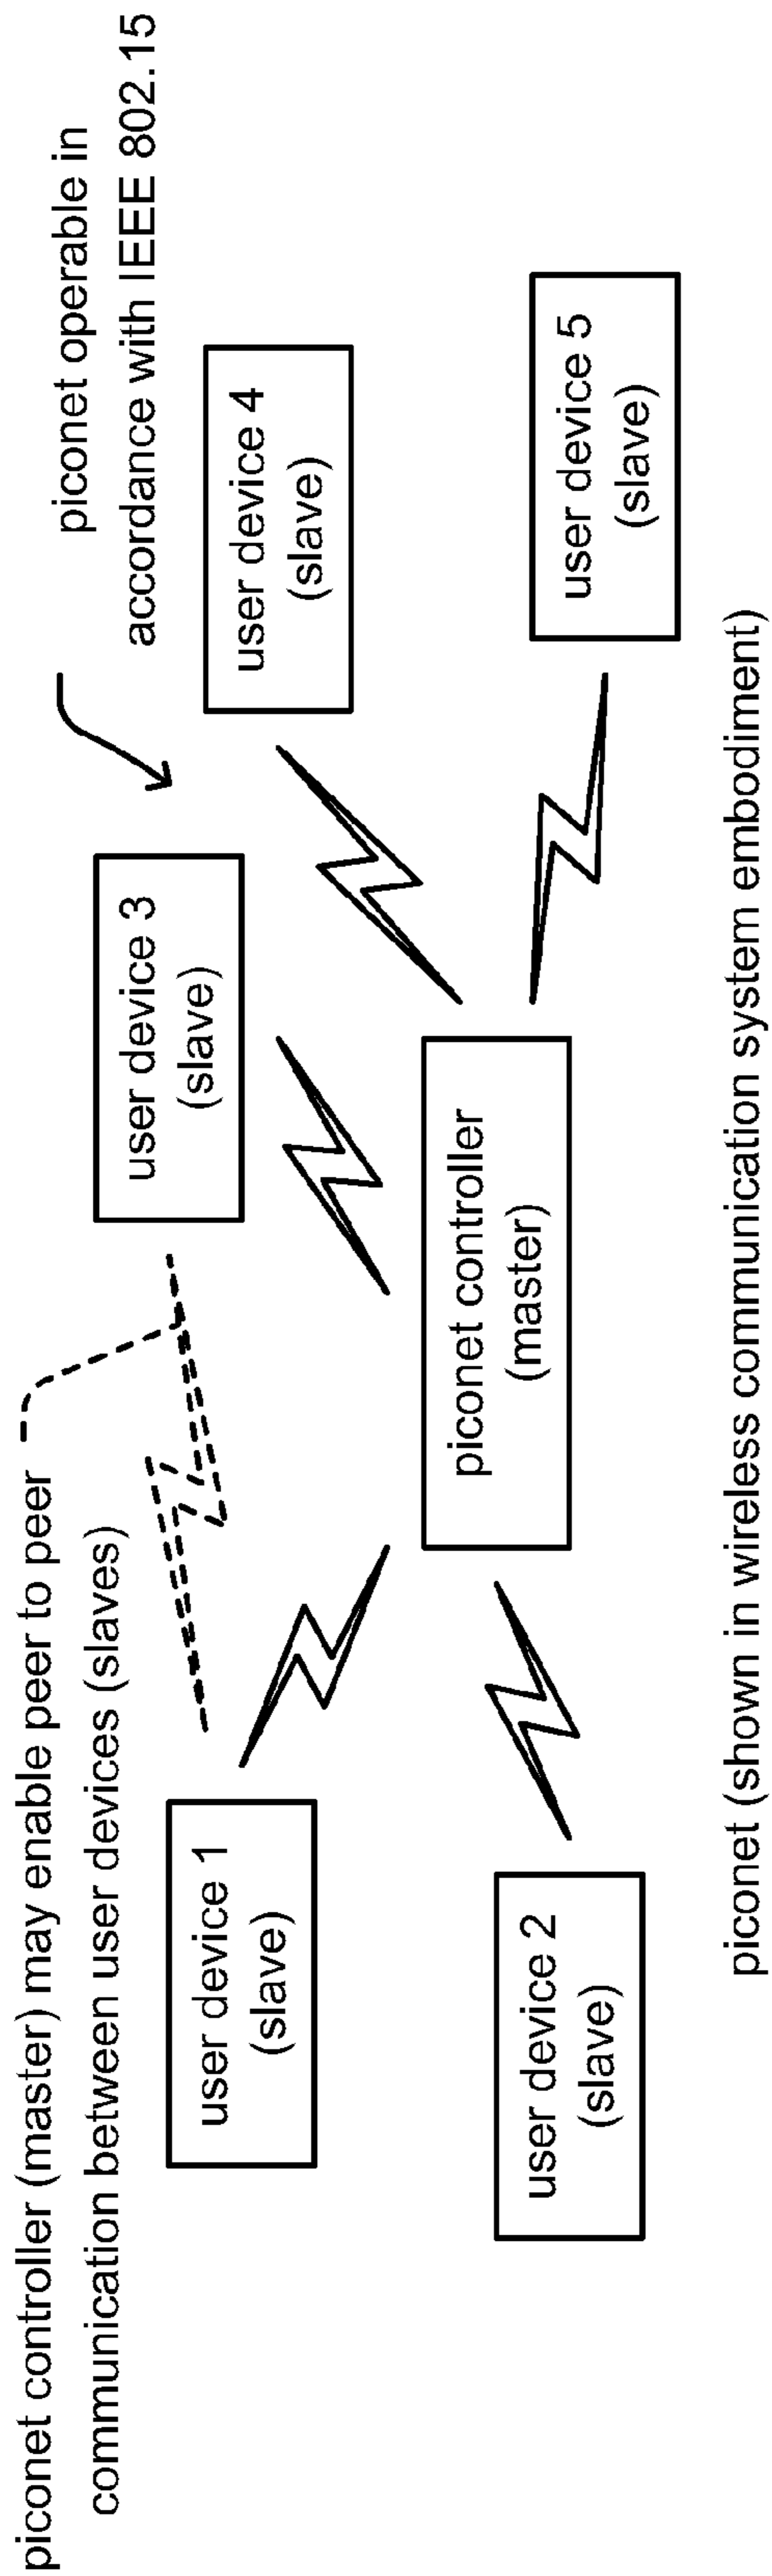 piconet controller (master) may enable peer to peer
communication between user devices (slaves)
piconet operable in
accordance with IEEE 802.15
user device 1
(slave)
user device 3
(slave)
user device 4
(slave)
user device 2
(slave)
piconet controller
(master)
user device 5
(slave)
piconet (shown in wireless communication system embodiment)